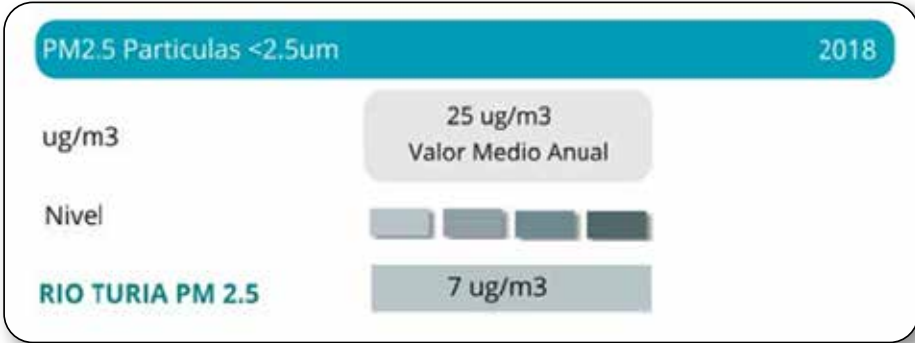 PM2.5 Particulas <2.5um 2018
ug/m3
25 ug/m3
Valor Medio Anual
Nivel
RIO TURIA PM 2.5 7 ug/m3